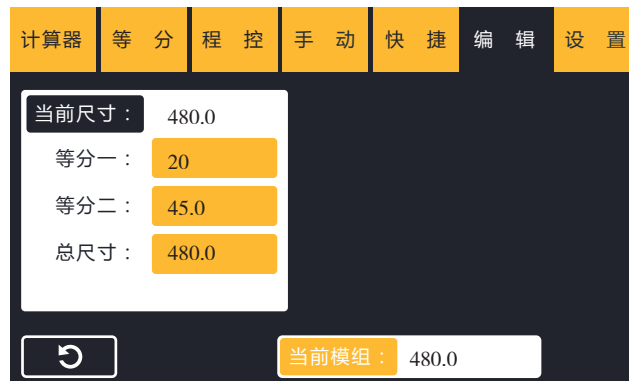 计算器 等 分 程 控 手 动 快 捷 编 辑 设 置
当前尺寸： 480.0
等分一： 20
等分二： 45.0
总尺寸： 480.0
当前模组： 480.0